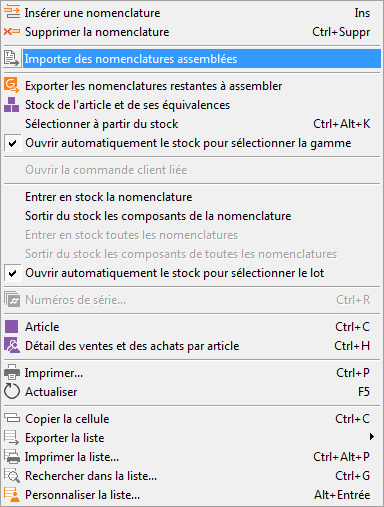 Insérer une nomenclature Ins
Supprimer la nomenclature Ctrl+Suppr
Importer des nomenclatures assemblées
Exporter les nomenclatures restantes à assembler
Stock de l'article et de ses équivalences
Sélectionner à partir du stock Ctrl+Alt+K
Ouvrir automatiquement le stock pour sélectionner la gamme
Ouvrir la commande client liée
Entrer en stock la nomenclature
Sortir du stock les composants de la nomenclature
Entrer en stock toutes les nomenclatures
Sortir du stock les composants de toutes les nomenclatures
Ouvrir automatiquement le stock pour sélectionner le lot
Numéros de série... Ctrl+R
Article Ctrl+C
Détail des ventes et des achats par article Ctrl+H
Imprimer... Ctrl+P
Actualiser F5
Copier la cellule Ctrl+C
Exporter la liste
Imprimer la liste... Ctrl+Alt+P
Rechercher dans la liste... Ctrl+G
Personnaliser la liste... Alt+Entrée